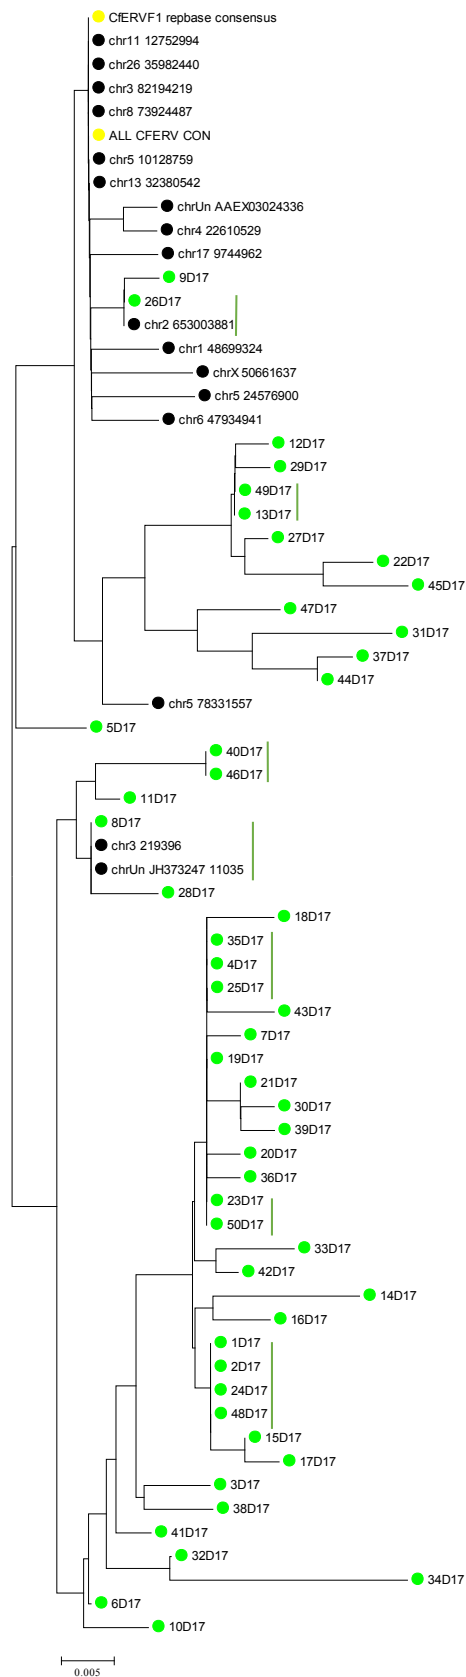 CfERVF1 repbase consensus
chr11 12752994
chr26 35982440
chr3 82194219
chr8 73924487
ALL CFERV CON
chr5 10128759
chr13 32380542
chrUn AAEX03024336
chr4 22610529
chr17 9744962
9D17
26D17
chr2 653003881
chr1 48699324
chrX 50661637
chr5 24576900
chr6 47934941
12D17
29D17
49D17
13D17
27D17
22D17
45D17
47D17
31D17
37D17
44D17
chr5 78331557
5D17
40D17
46D17
11D17
8D17
chr3 219396
chrUn JH373247 11035
28D17
18D17
35D17
4D17
25D17
43D17
7D17
19D17
21D17
30D17
39D17
20D17
36D17
23D17
50D17
33D17
42D17
14D17
16D17
1D17
2D17
24D17
48D17
15D17
17D17
3D17
38D17
41D17
32D17
34D17
6D17
10D17
0.005